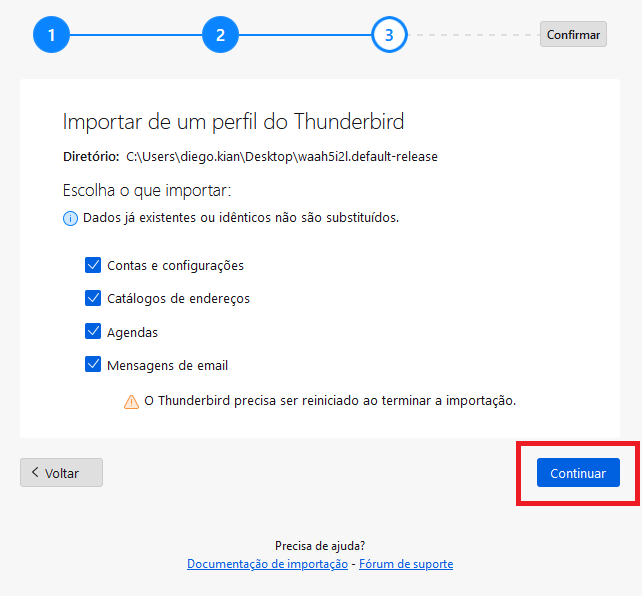 1 2 3 Confirmar
Importar de um perfil do Thunderbird
Diretório: C:\Users\diego.kian\Desktop\waah5i2l.default-release
Escolha o que importar:
Dados já existentes ou idênticos não são substituídos.
Contas e configurações
Catálogos de endereços
Agendas
Mensagens de email
O Thunderbird precisa ser reiniciado ao terminar a importação.
Voltar Continuar
Precisa de ajuda?
Documentação de importação - Fórum de suporte